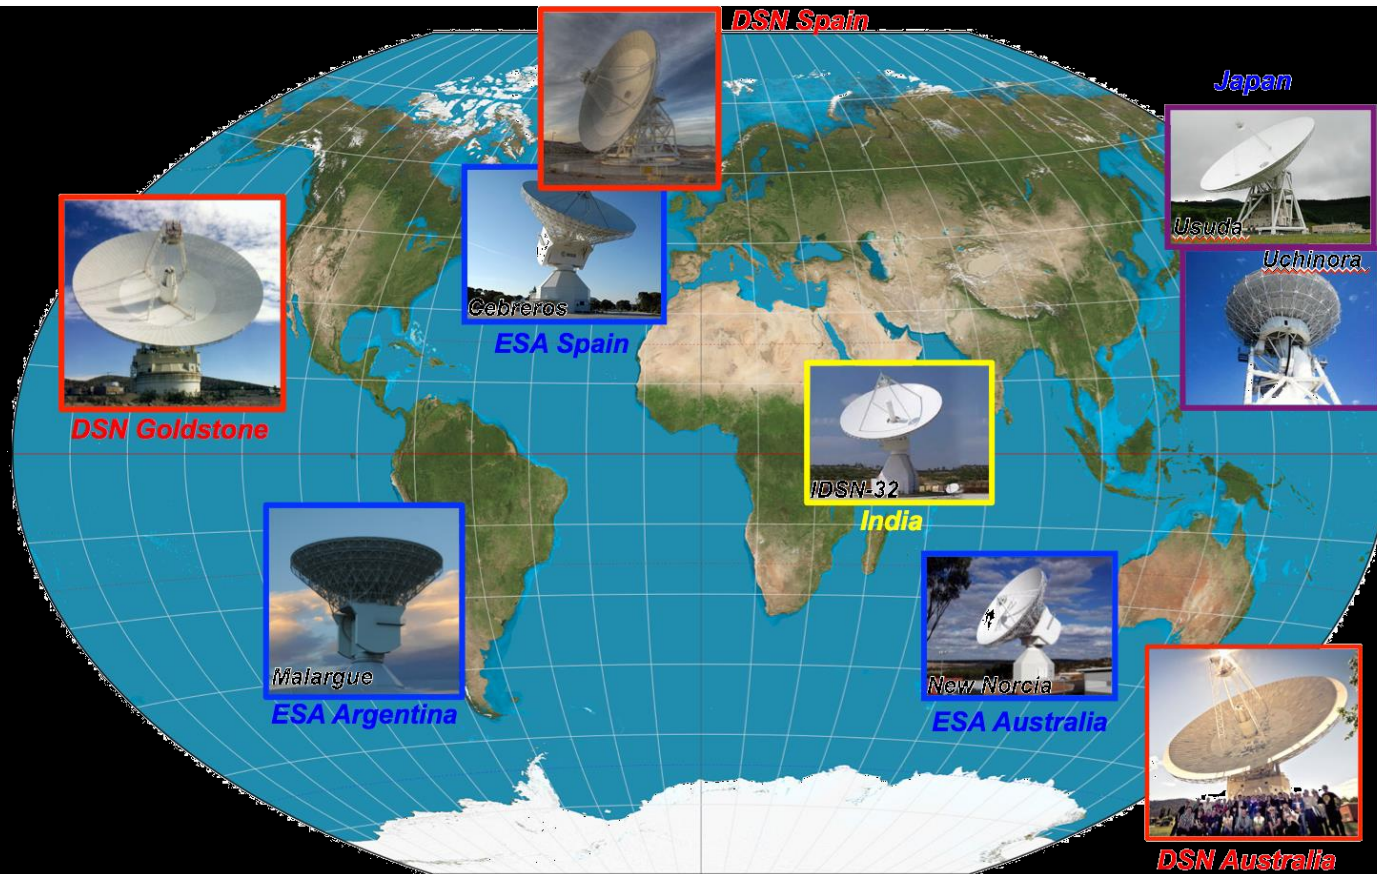 DSN Spain
Japan
Usuda
Uchinora
Cebreros
ESA Spain
DSN Goldstone
IDSN-32
India
Malargue
ESA Argentina
New Norcia
ESA Australia
DSN Australia